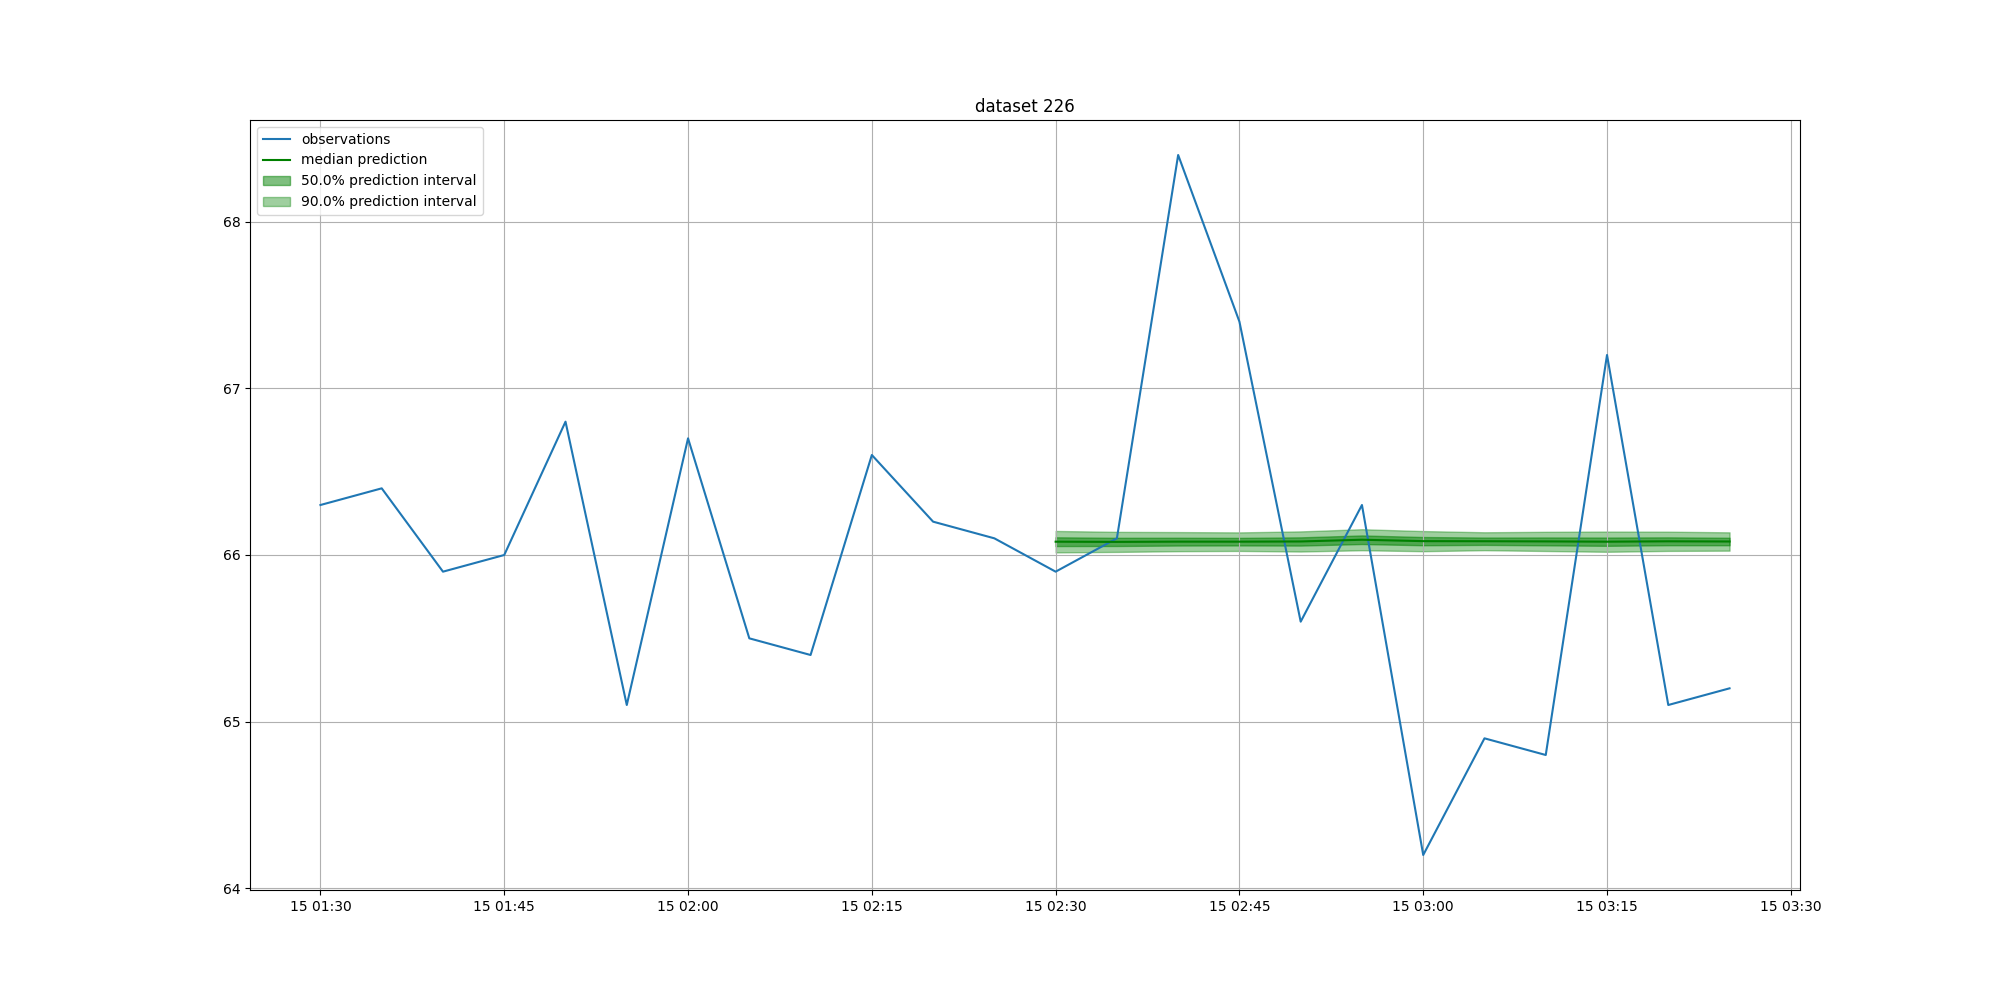 dataset 226
observations
median prediction
50.0% prediction interval
90.0% prediction interval
68
67
66
65
64
15 01:30 15 01:45 15 02:00 15 02:15 15 02:30 15 02:45 15 03:00 15 03:15 15 03:30